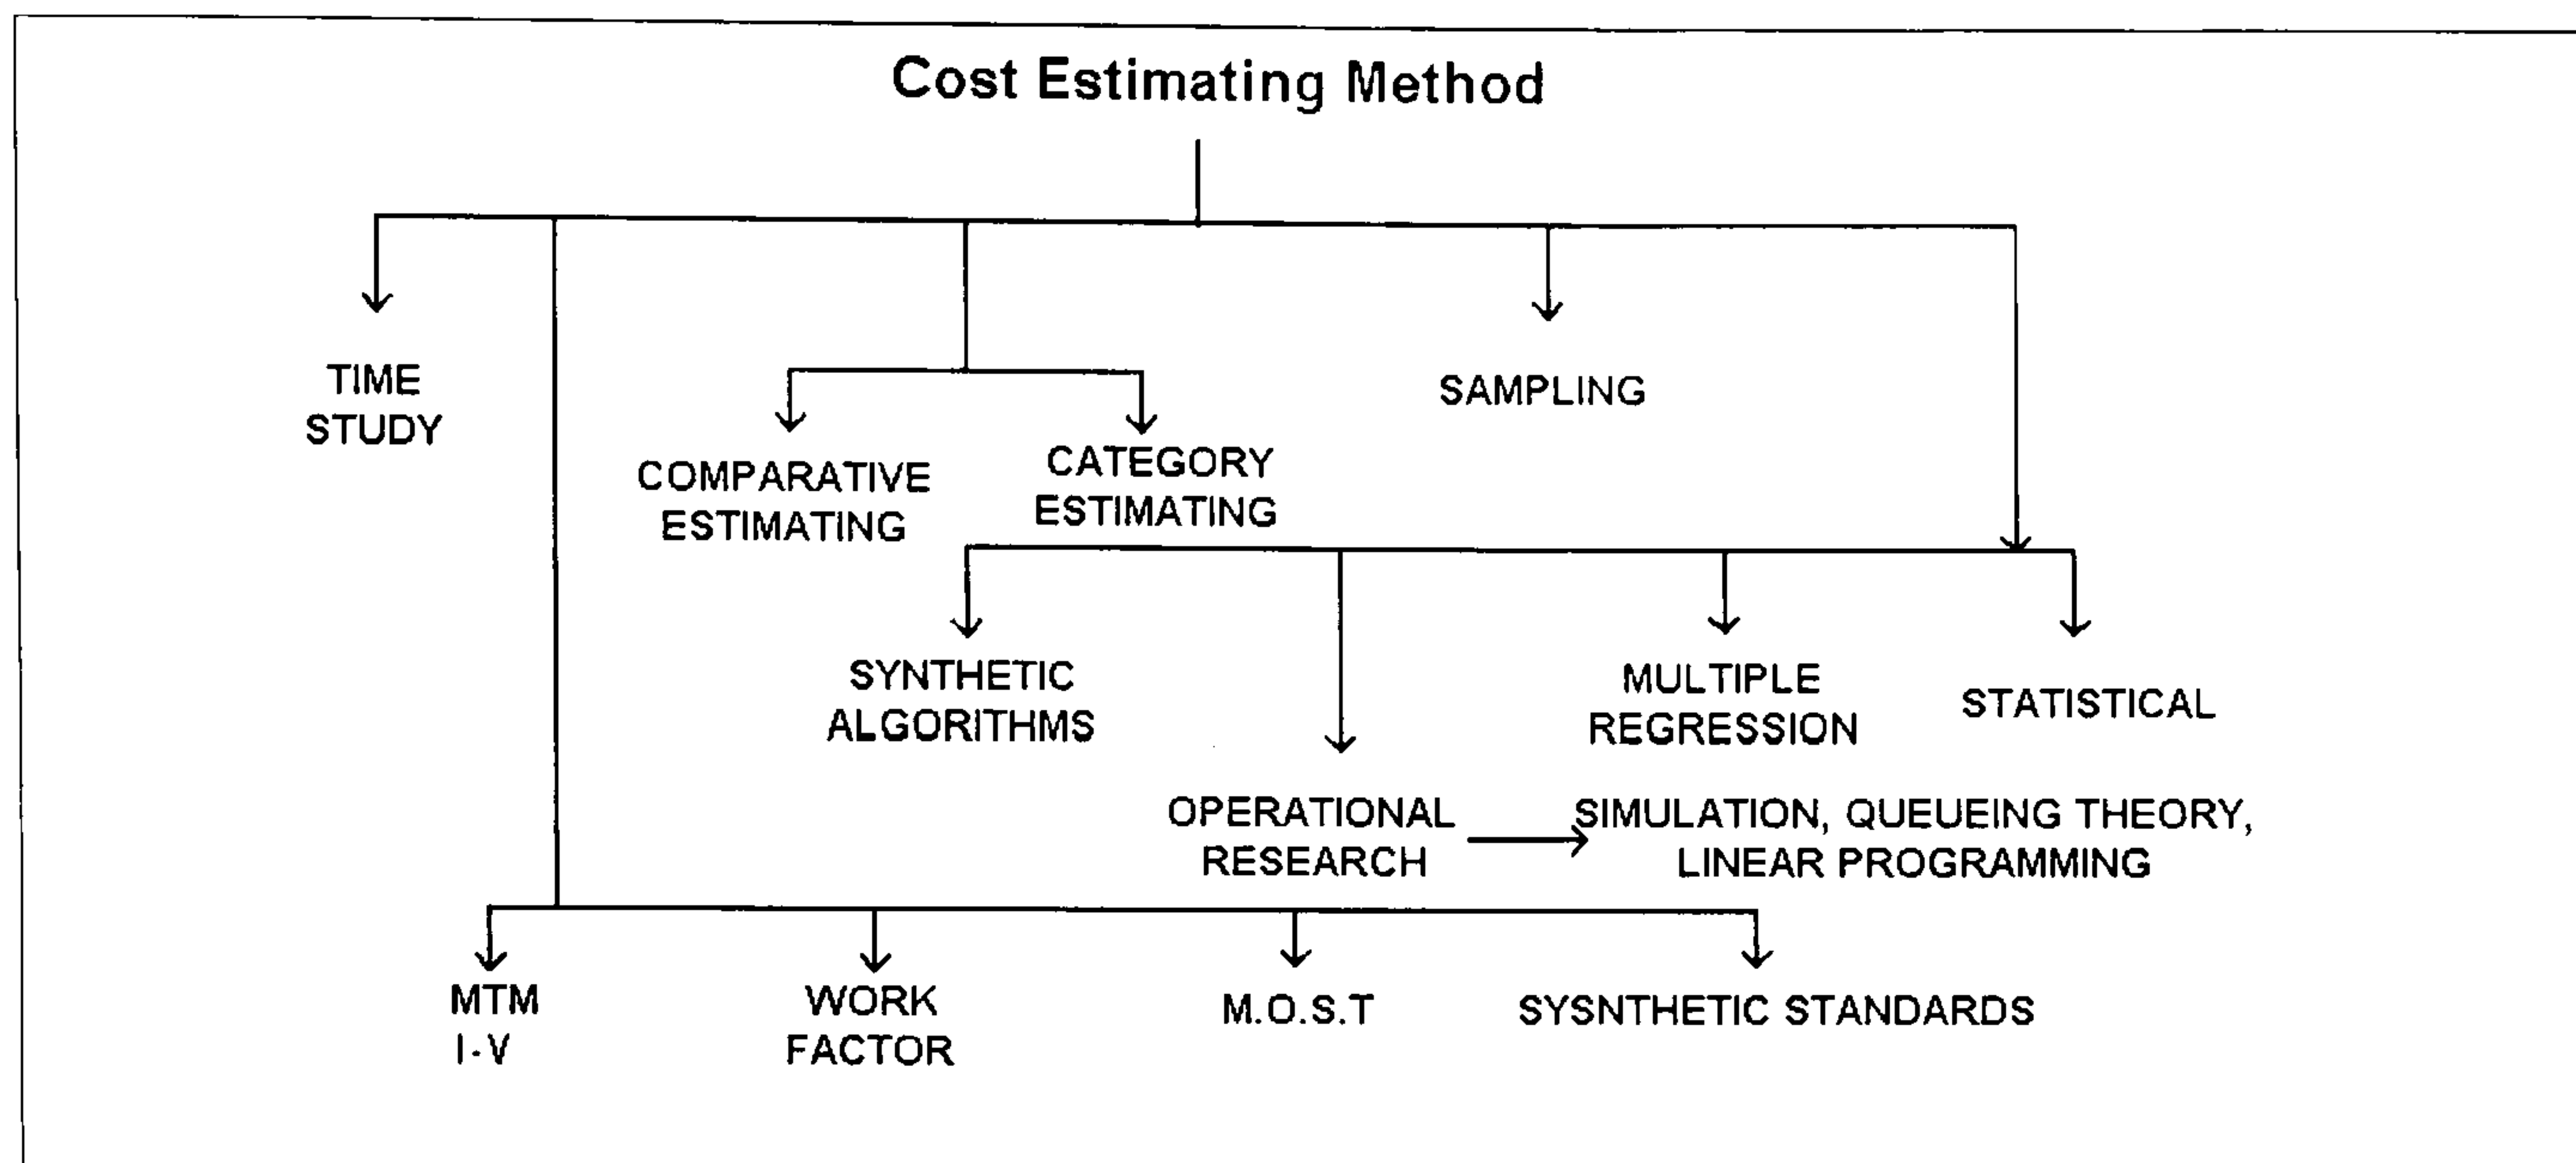 Cost Estimating Method
TIME
STUDY
COMPARATIVE
ESTIMATING
CATEGORY
ESTIMATING
SAMPLING
SYNTHETIC
ALGORITHMS
OPERATIONAL
RESEARCH
SIMULATION, QUEUEING THEORY,
LINEAR PROGRAMMING
MULTIPLE
REGRESSION
STATISTICAL
MTM
I-V
WORK
FACTOR
M.O.S.T
SYSNTHETIC STANDARDS